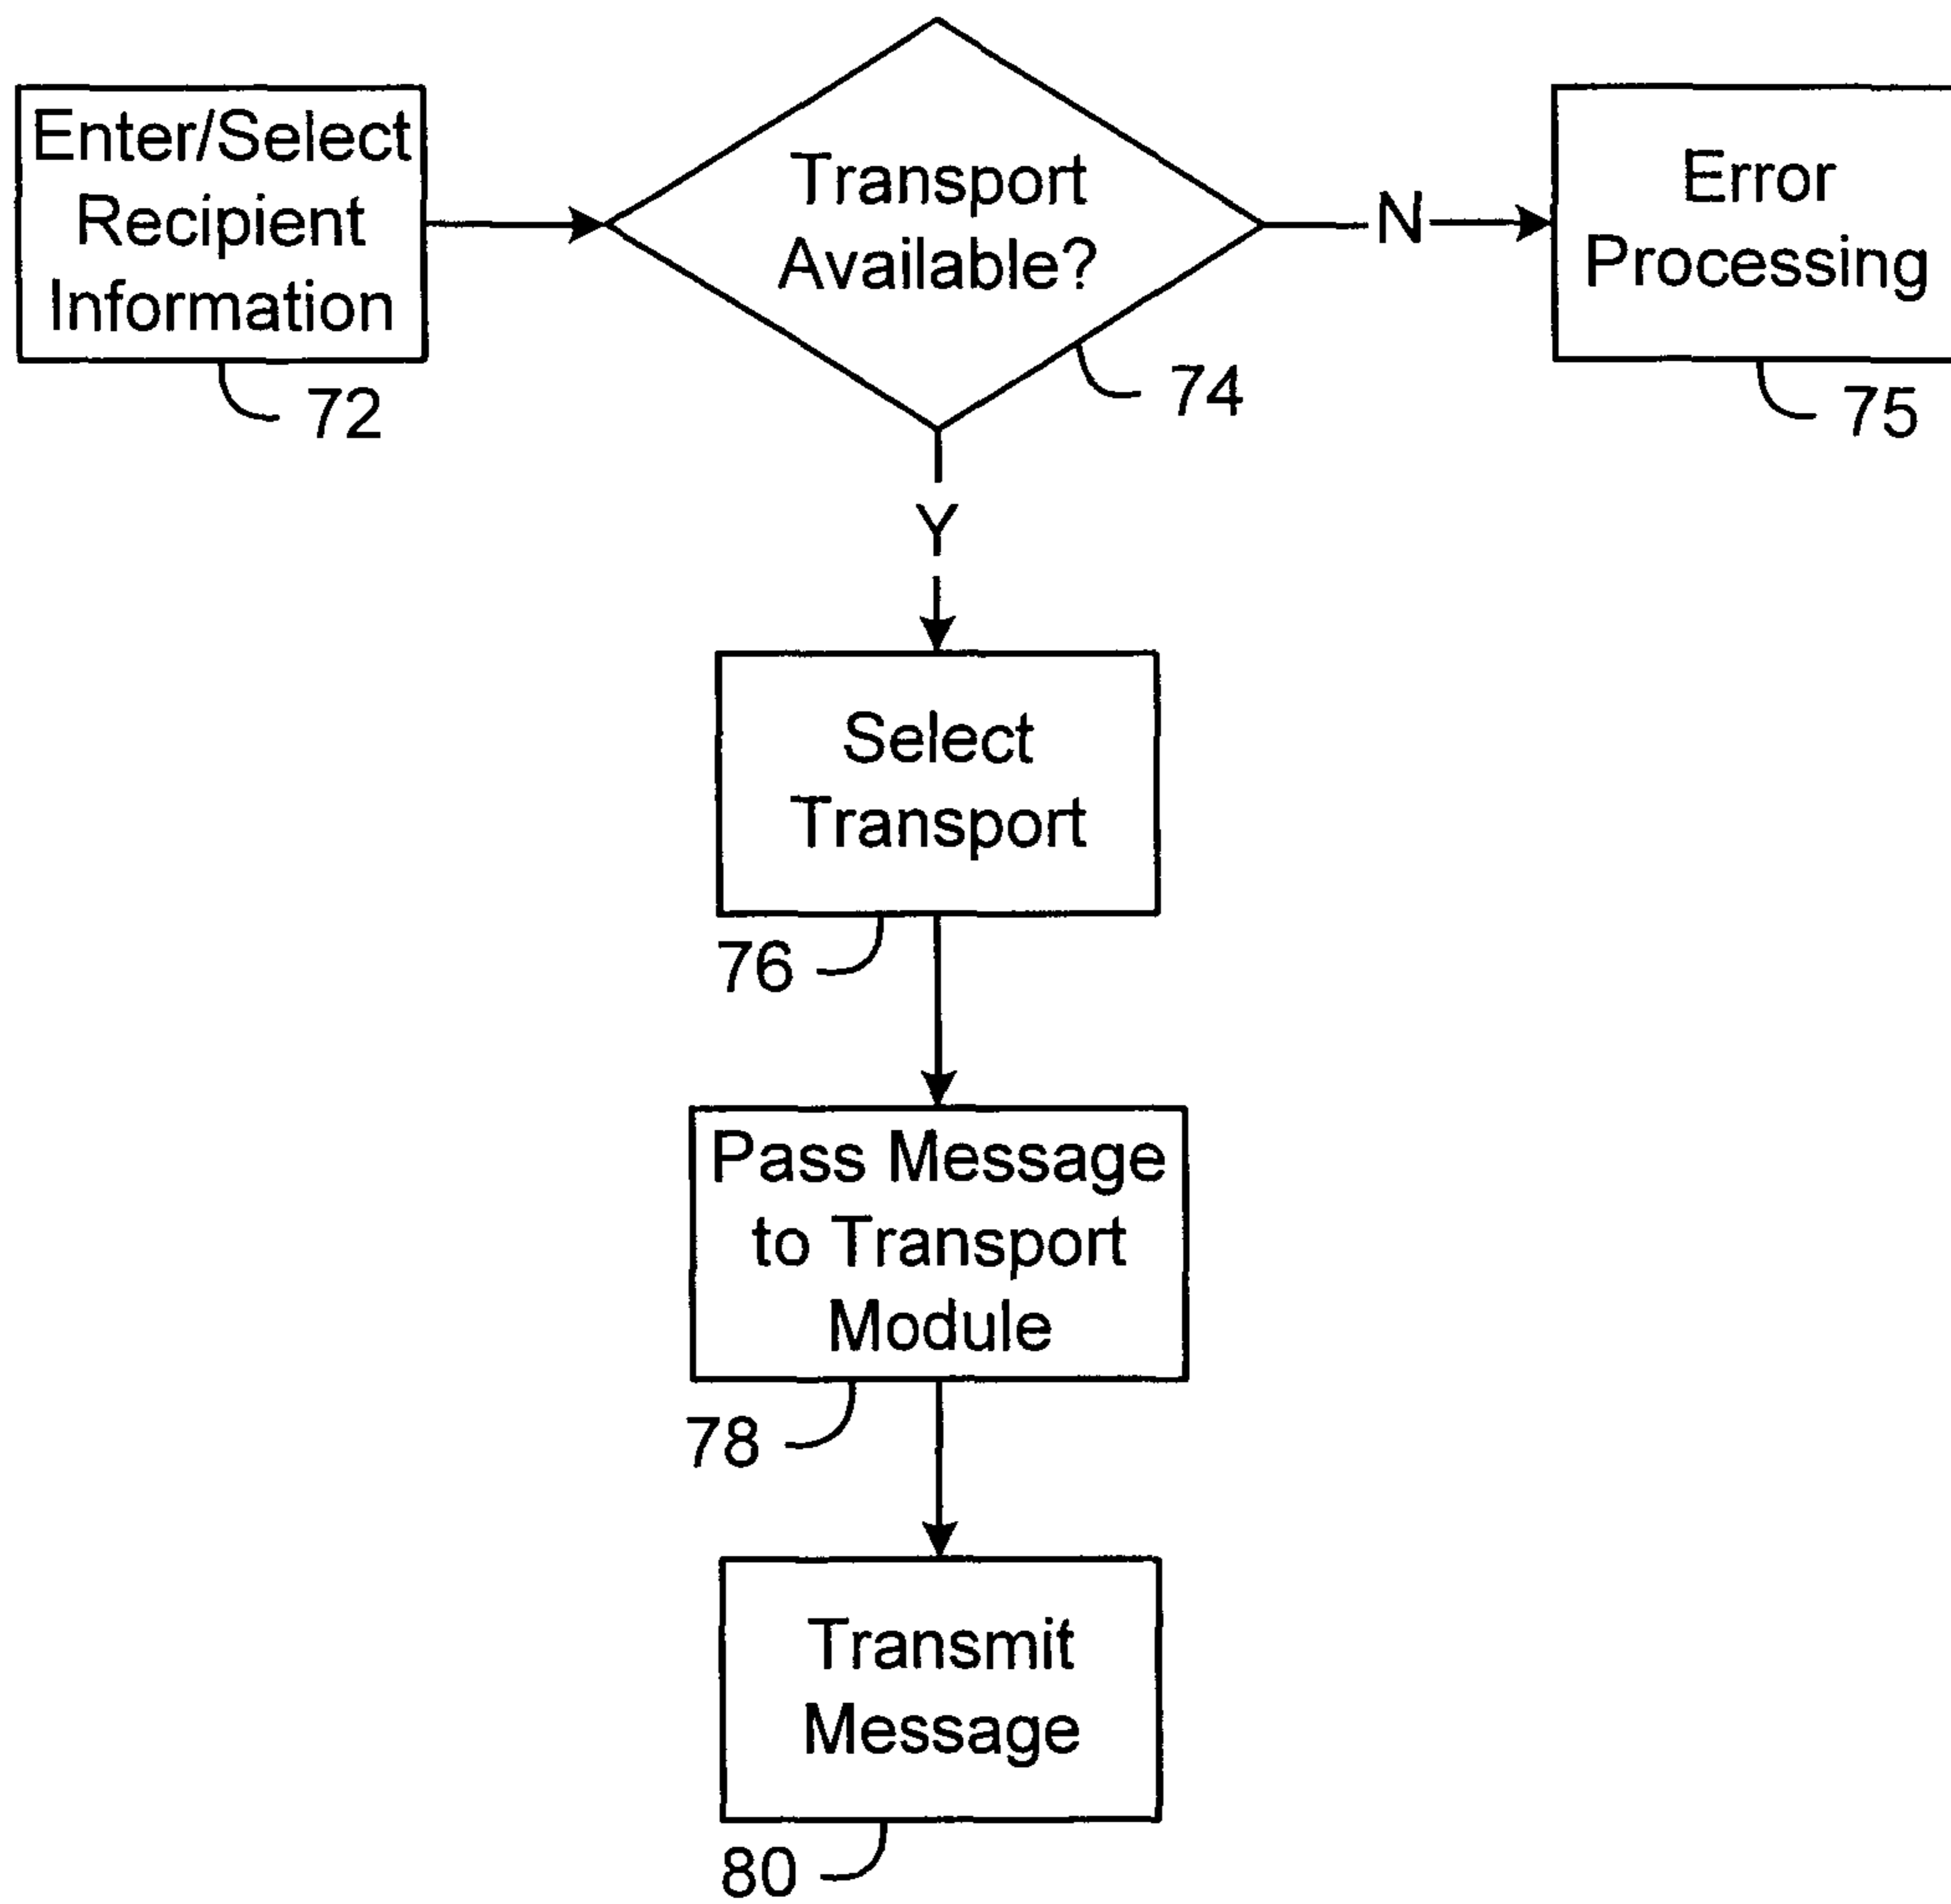 Enter/Select
Recipient
Information
72
Transport
Available?
74
N
Error
Processing
75
Y
Select
Transport
76
Pass Message
to Transport
Module
78
Transmit
Message
80